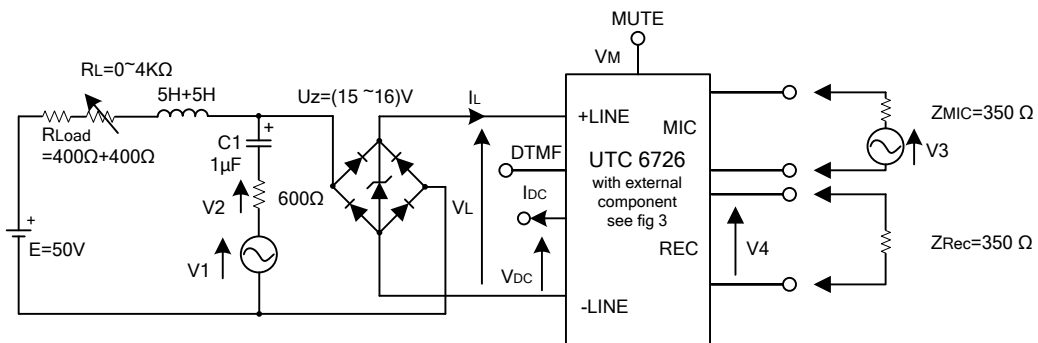 MUTE
VM
RL=0~4KΩ
5H+5H
Uz=(15 ~16)V
IL
RLoad
=400Ω+400Ω
C1
+
1μF
+LINE
MIC
ZMIC=350 Ω
V3
DTMF
UTC 6726
with external
component
see fig 3
V2
600Ω
VL
IDC
+
E=50V
V1
VDC
REC
V4
ZRec=350 Ω
-LINE